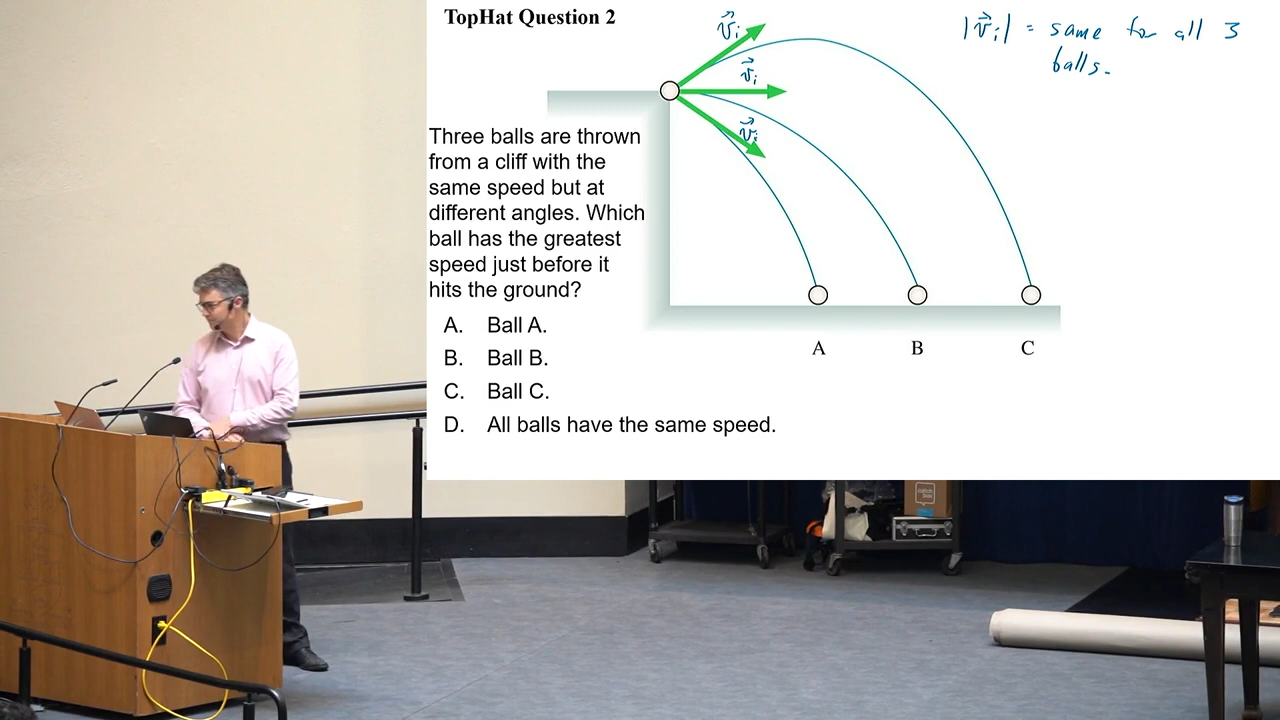 TopHat Question 2
|v⃗ᵢ| = same for all 3
balls.
v⃗ᵢ
v⃗ᵢ
v⃗ᵢ
Three balls are thrown
from a cliff with the
same speed but at
different angles. Which
ball has the greatest
speed just before it
hits the ground?
A. Ball A.
B. Ball B.
C. Ball C.
D. All balls have the same speed.
A B C